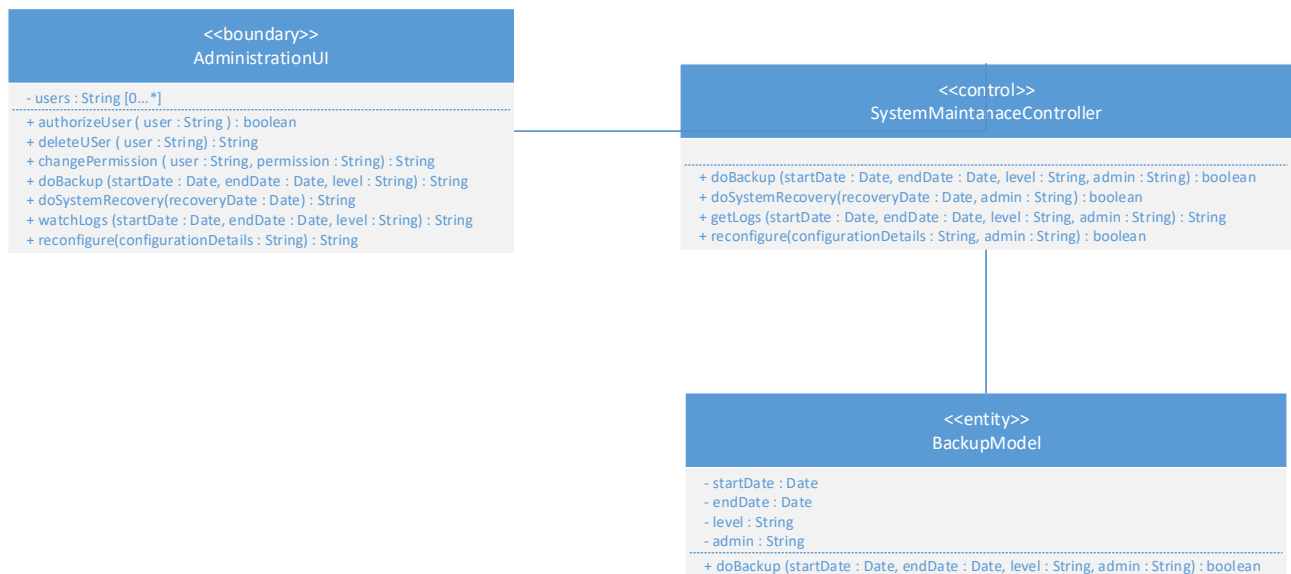 <<boundary>>
AdministrationUI
- users : String [0...*]
+ authorizeUser ( user : String ) : boolean
+ deleteUSer ( user : String) : String
+ changePermission ( user : String, permission : String) : String
+ doBackup (startDate : Date, endDate : Date, level : String) : String
+ doSystemRecovery(recoveryDate : Date) : String
+ watchLogs (startDate : Date, endDate : Date, level : String) : String
+ reconfigure(configurationDetails : String) : String
<<control>>
SystemMaintanaceController
+ doBackup (startDate : Date, endDate : Date, level : String, admin : String) : boolean
+ doSystemRecovery(recoveryDate : Date, admin : String) : boolean
+ getLogs (startDate : Date, endDate : Date, level : String, admin : String) : String
+ reconfigure(configurationDetails : String, admin : String) : boolean
<<entity>>
BackupModel
- startDate : Date
- endDate : Date
- level : String
- admin : String
+ doBackup (startDate : Date, endDate : Date, level : String, admin : String) : boolean